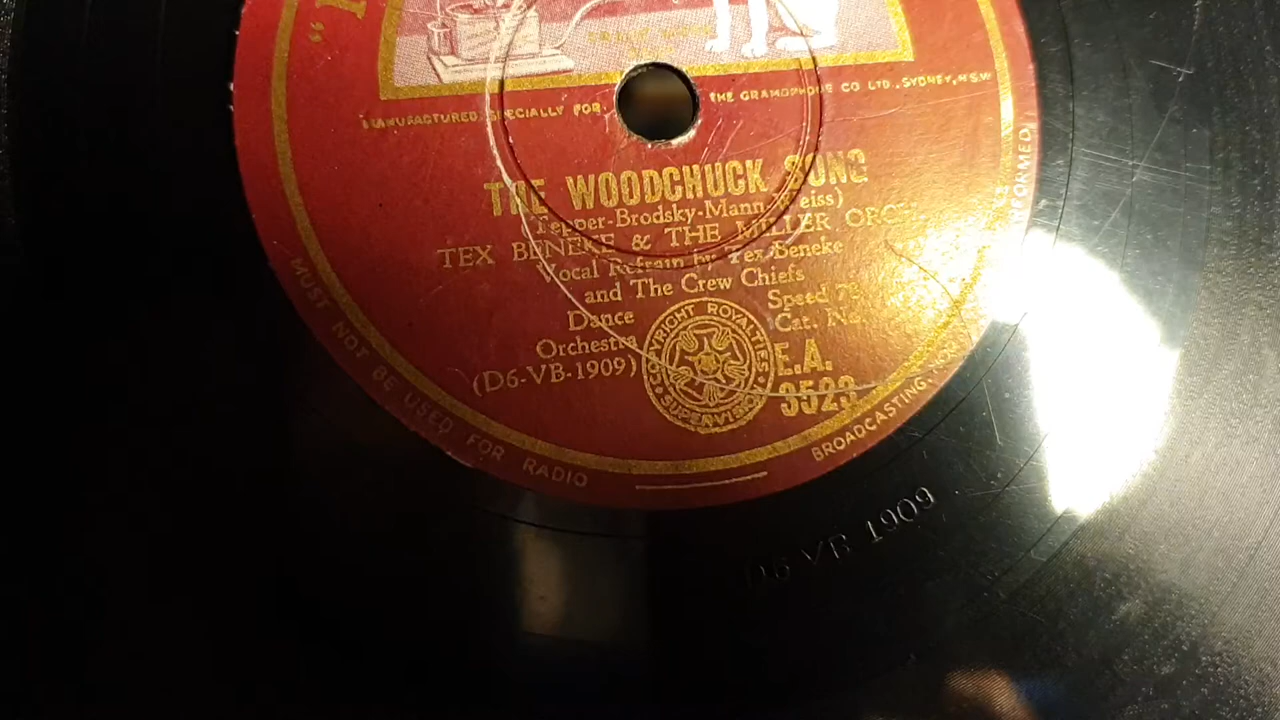 MANUFACTURED SPECIALLY FOR THE GRAMOPHONE CO LTD., SYDNEY, N.S.W.
THE WOODCHUCK SONG
Tepper-Brodsky-Mann-Weiss)
TEX BENEKE & THE MILLER ORCH.
Vocal Refrain by Tex Beneke
and The Crew Chiefs
Dance
Orchestra
(D6-VB-1909)
Speed 78
Cat. No.
E.A.
3523
COPYRIGHT ROYALTIES
SUPERVISION
MUST NOT BE USED FOR RADIO
BROADCASTING.
D6 VB 1909